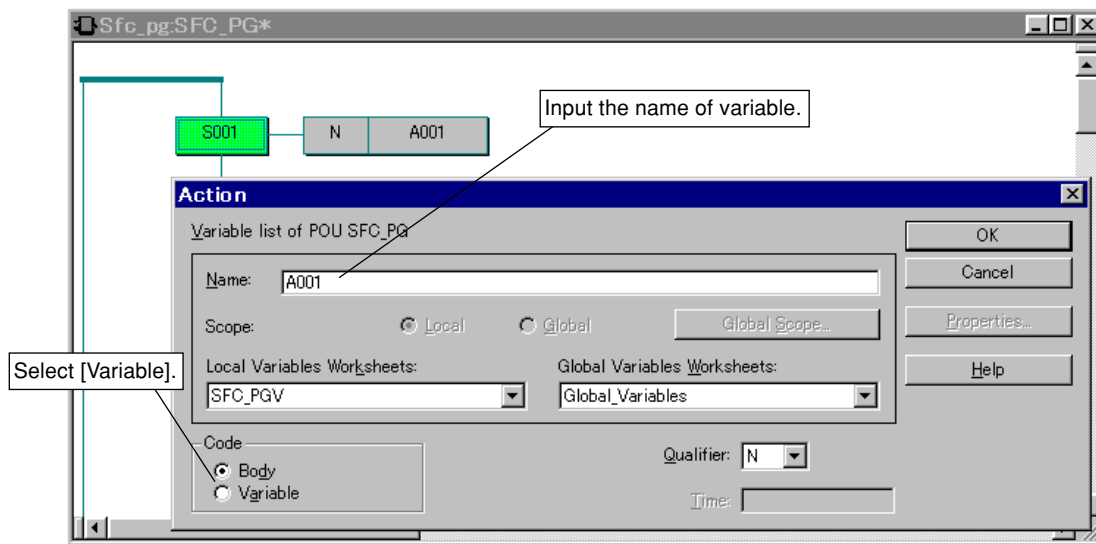 Sfc_pg:SFC_PG*
Input the name of variable.
S001 N A001
Action
Variable list of POU SFC_PG
OK
Name: A001
Cancel
Scope: Local Global Global Scope...
Properties...
Select [Variable].
Local Variables Worksheets: Global Variables Worksheets:
Help
SFC_PGV Global_Variables
Code
Qualifier: N
Body
Variable
Time: